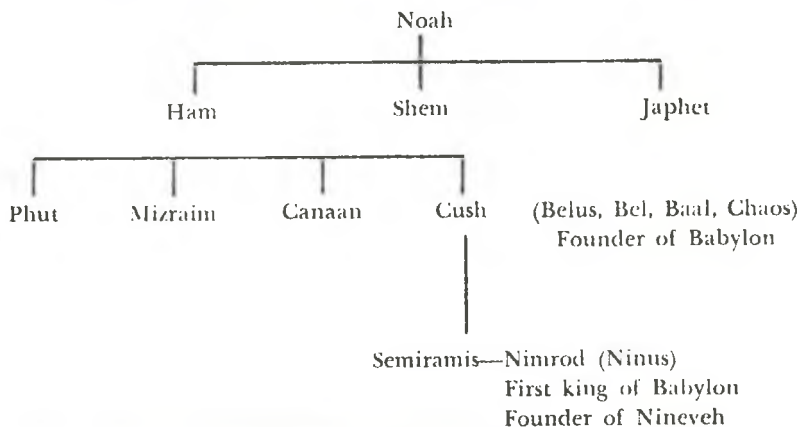 Noah
Ham Shem Japhet
Phut Mizraim Canaan Cush (Belus, Bel, Baal, Chaos)
Founder of Babylon
Semiramis—Nimrod (Ninus)
First king of Babylon
Founder of Nineveh